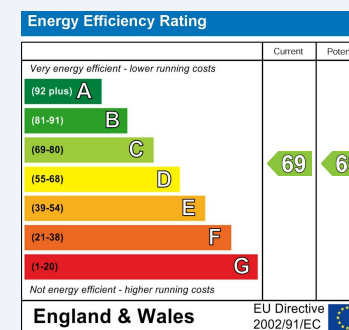 Energy Efficiency Rating
Current Poten
Very energy efficient - lower running costs
(92 plus) A
(81-91) B
(69-80) C
69 6
(55-68) D
(39-54) E
(21-38) F
(1-20) G
Not energy efficient - higher running costs
England & Wales
EU Directive
2002/91/EC